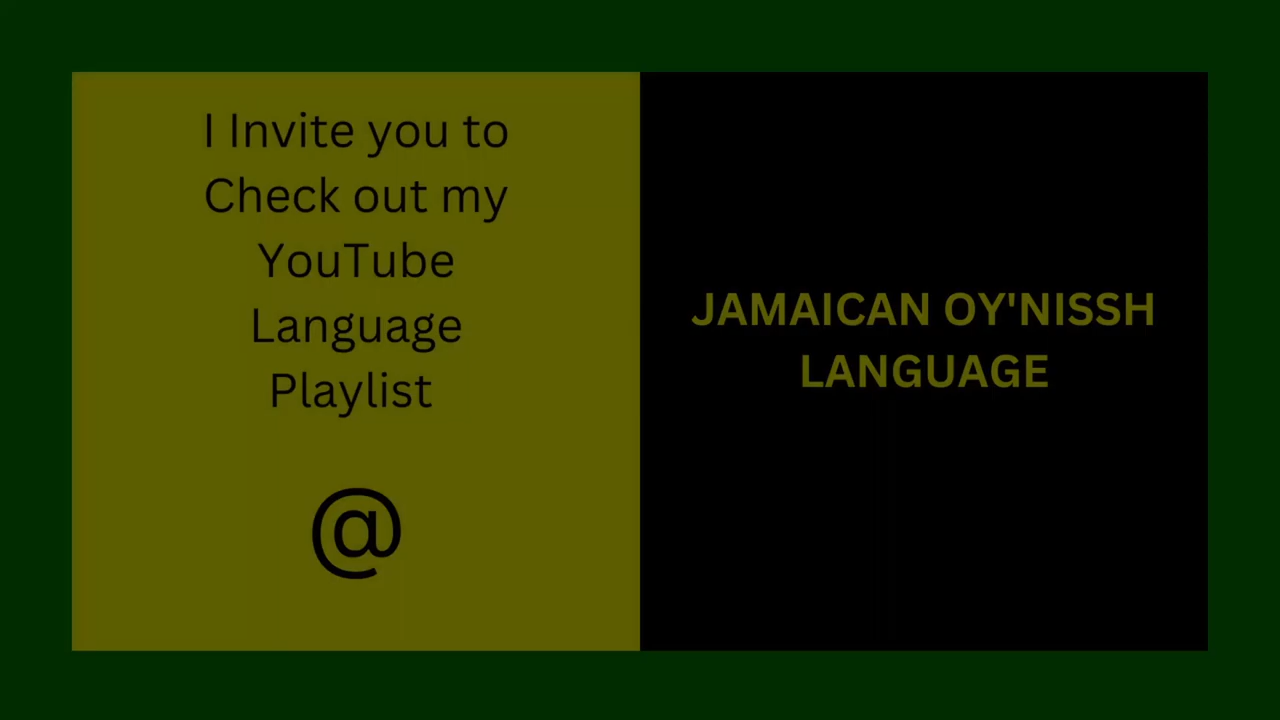 I Invite you to
Check out my
YouTube
Language
Playlist
@
JAMAICAN OY'NISSH
LANGUAGE